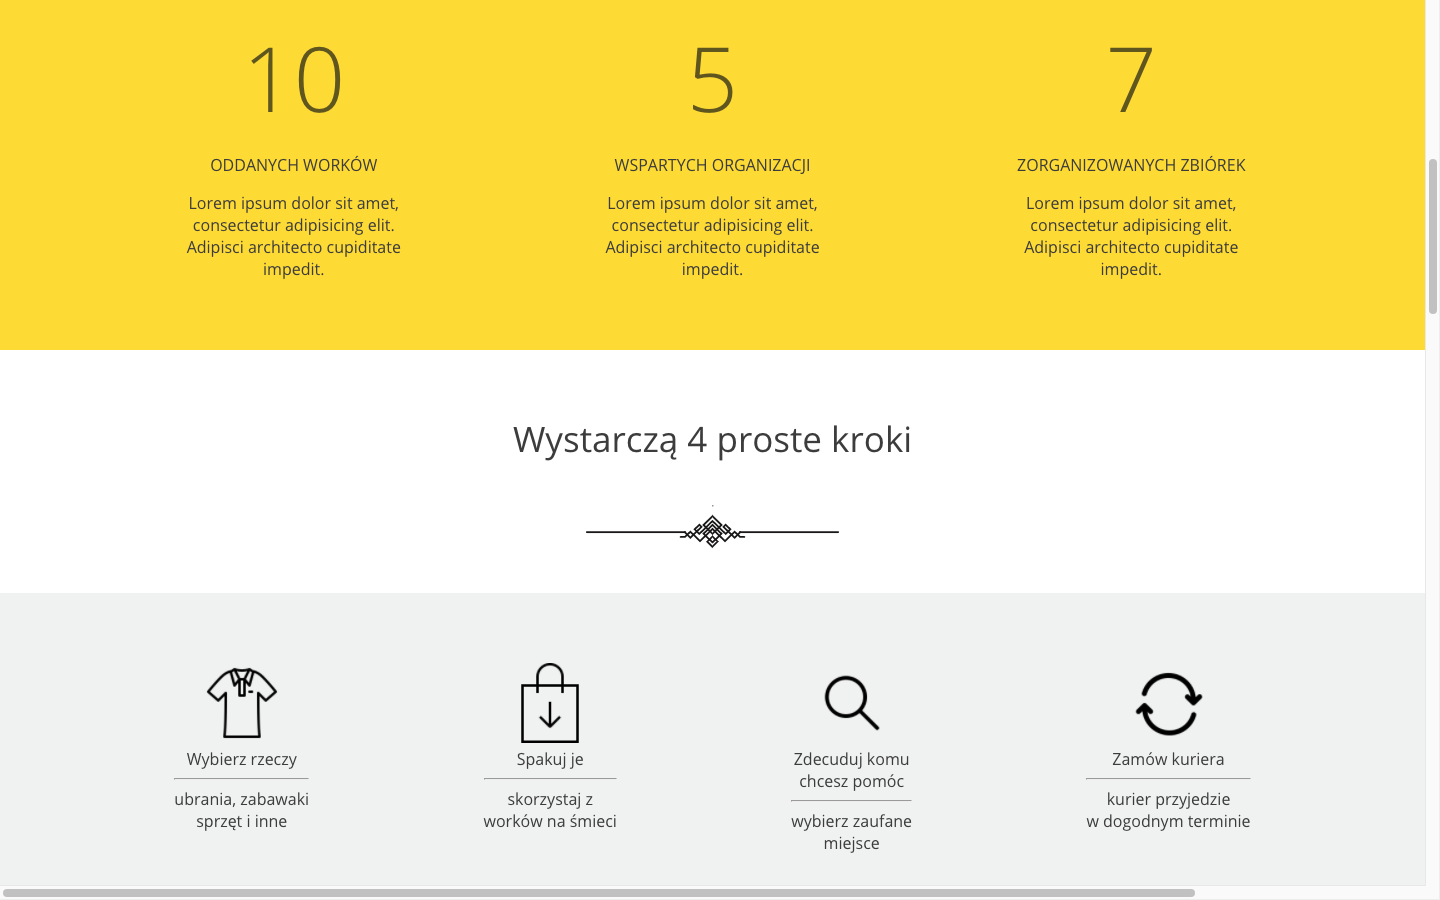 10
ODDANYCH WORKÓW
Lorem ipsum dolor sit amet,
consectetur adipisicing elit.
Adipisci architecto cupiditate
impedit.
5
WSPARTYCH ORGANIZACJI
Lorem ipsum dolor sit amet,
consectetur adipisicing elit.
Adipisci architecto cupiditate
impedit.
7
ZORGANIZOWANYCH ZBIÓREK
Lorem ipsum dolor sit amet,
consectetur adipisicing elit.
Adipisci architecto cupiditate
impedit.
Wystarczą 4 proste kroki
Wybierz rzeczy
ubrania, zabawaki
sprzęt i inne
Spakuj je
skorzystaj z
worków na śmieci
Zdecuduj komu
chcesz pomóc
wybierz zaufane
miejsce
Zamów kuriera
kurier przyjedzie
w dogodnym terminie